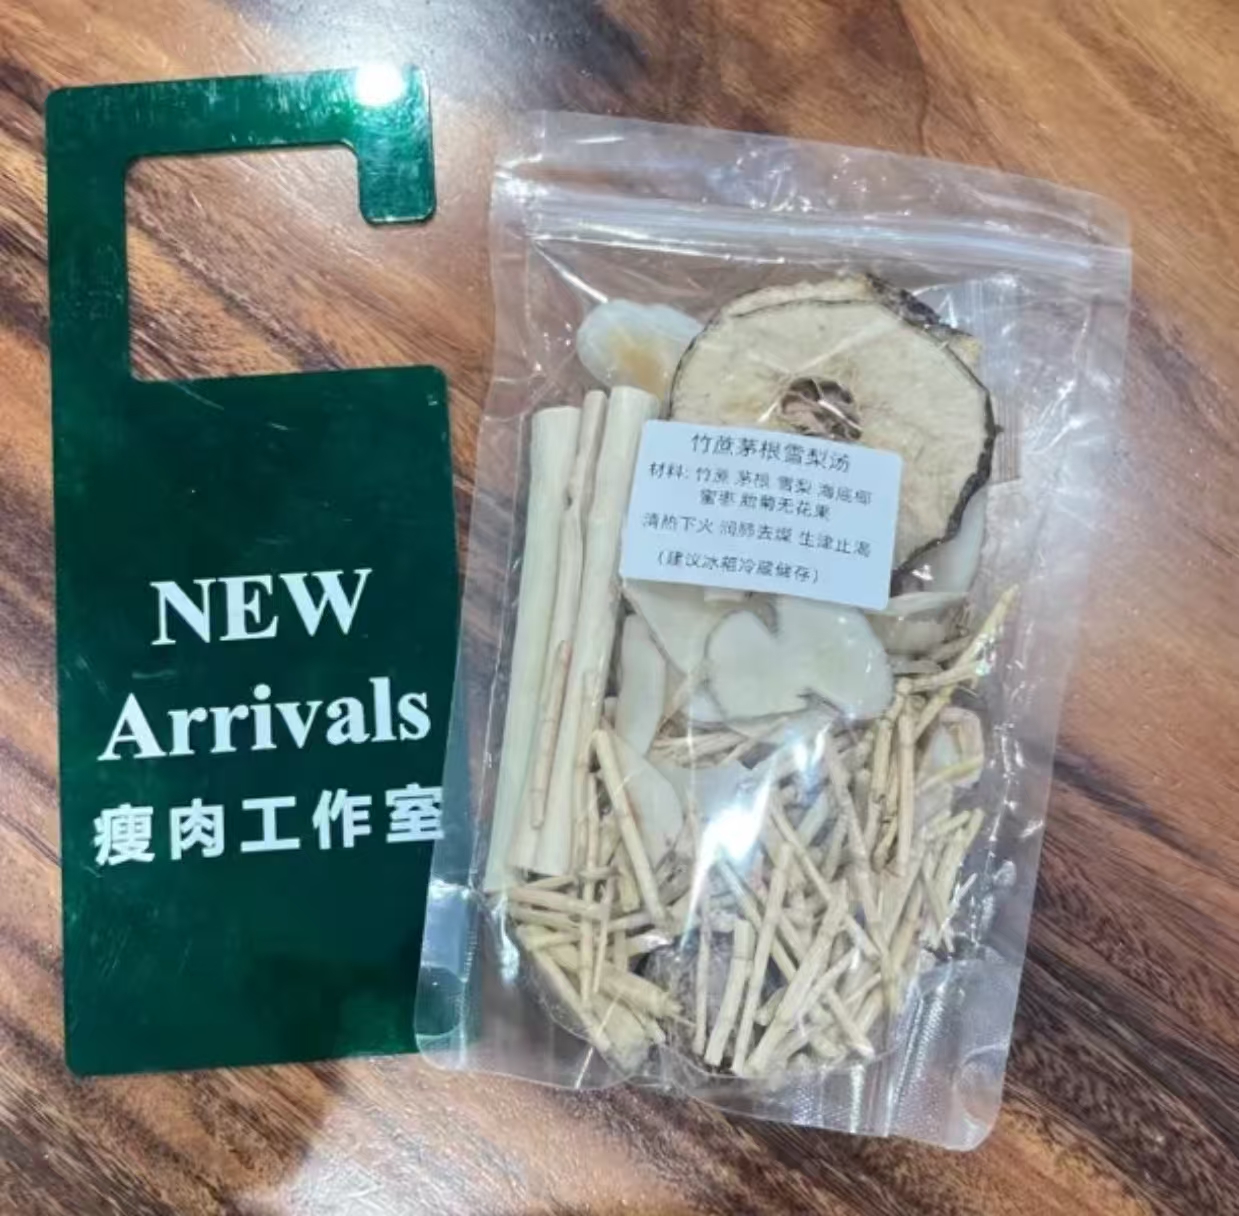 NEW
Arrivals
瘦肉工作室
竹蔗茅根雪梨汤
材料: 竹蔗 茅根 雪梨 海底椰
蜜枣 胎菊无花果
清热下火 润肺去燥 生津止渴
(建议冰箱冷藏储存)